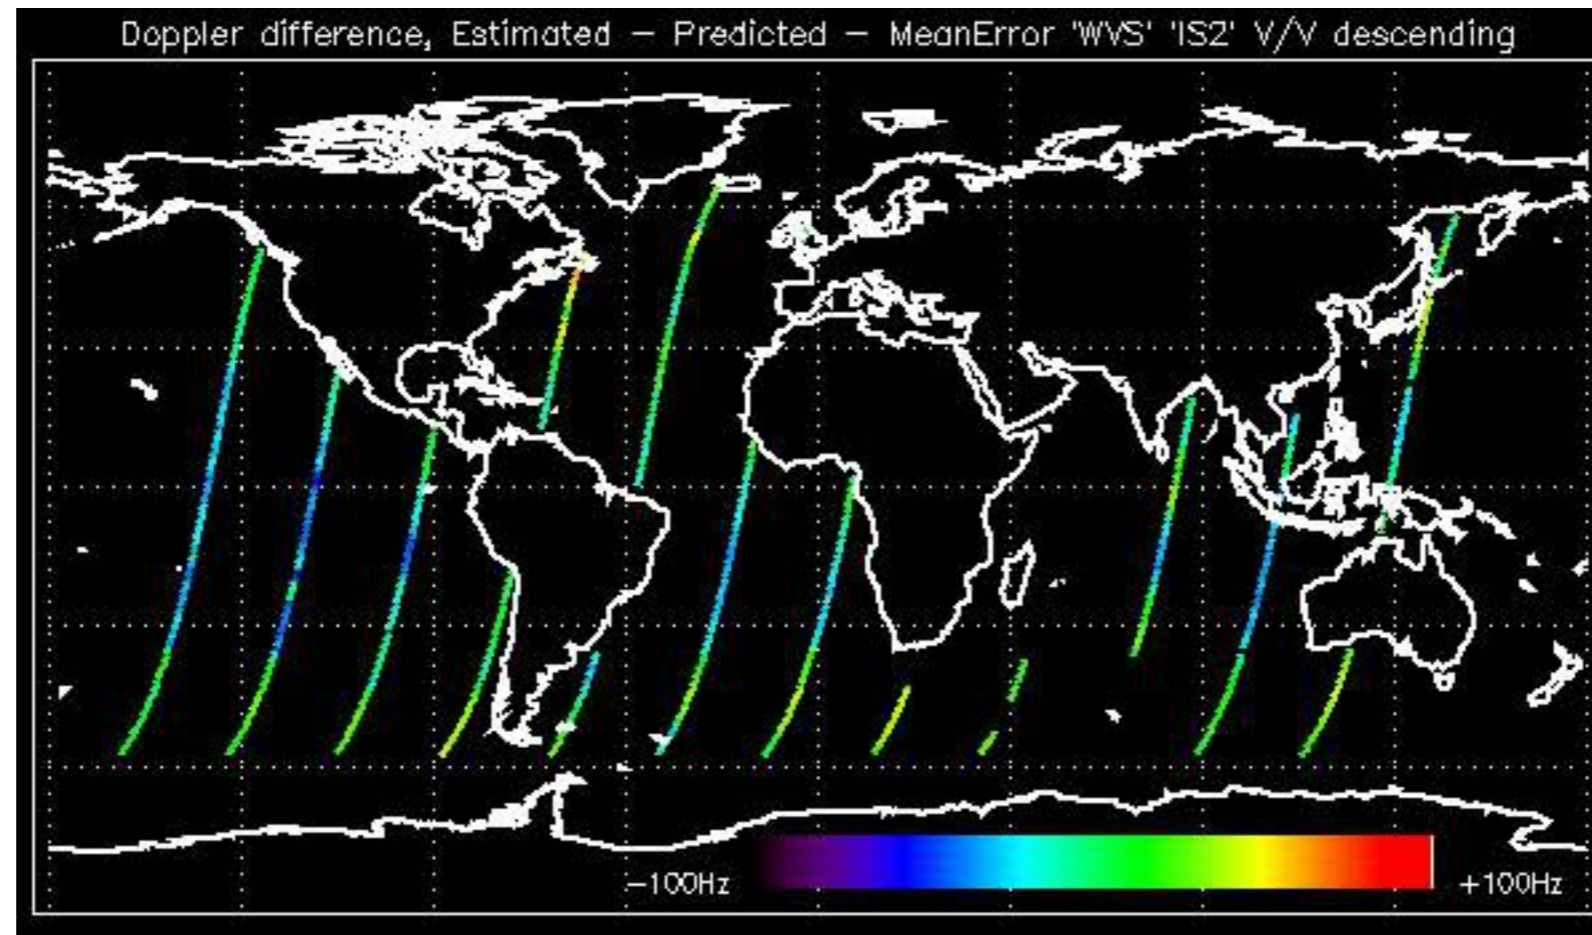 Doppler difference, Estimated – Predicted – MeanError 'WVS' 'IS2' V/V descending
−100Hz
+100Hz